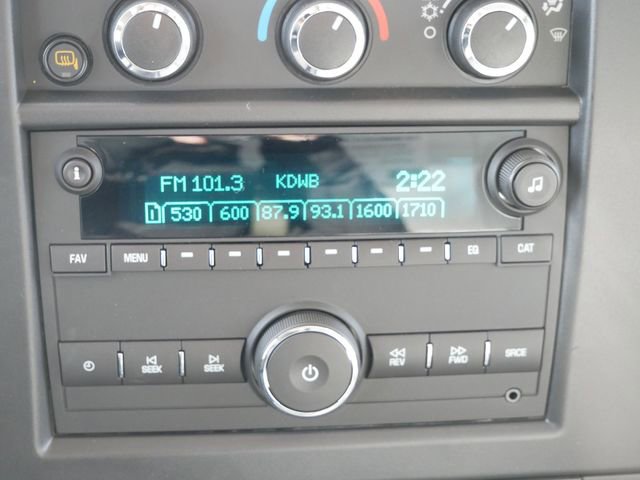 i
FM 101.3 KDWB 2:22
1 530 600 87.9 93.1 1600 1710
FAV MENU EQ CAT
SEEK SEEK REV FWD SRCE